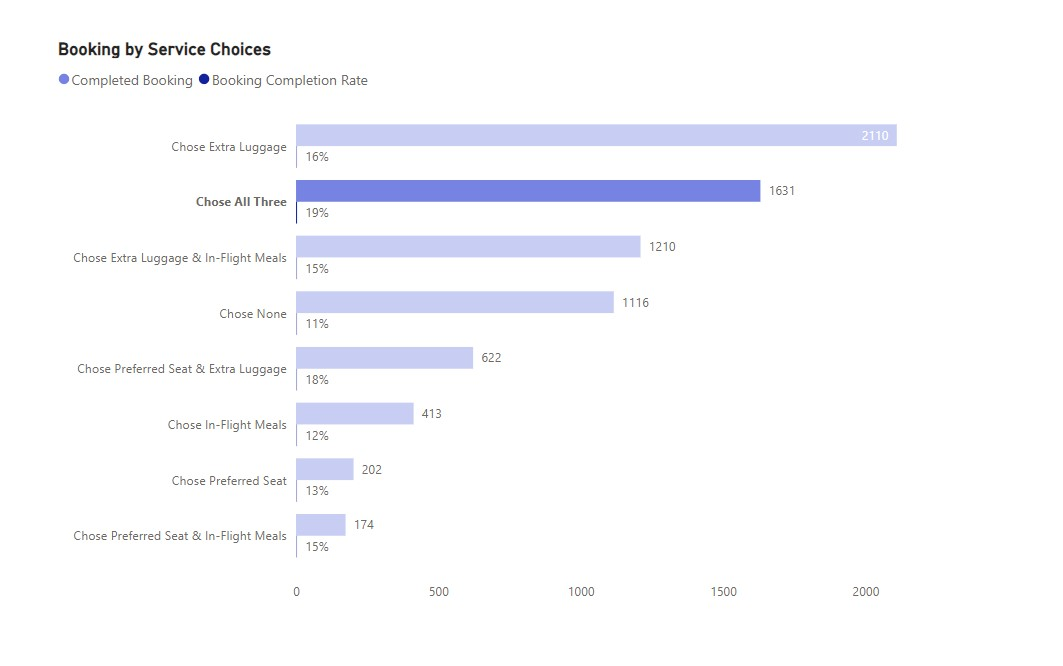 Booking by Service Choices
Completed Booking Booking Completion Rate
Chose Extra Luggage
2110
16%
Chose All Three
1631
19%
Chose Extra Luggage & In-Flight Meals
1210
15%
Chose None
1116
11%
Chose Preferred Seat & Extra Luggage
622
18%
Chose In-Flight Meals
413
12%
Chose Preferred Seat
202
13%
Chose Preferred Seat & In-Flight Meals
174
15%
0 500 1000 1500 2000